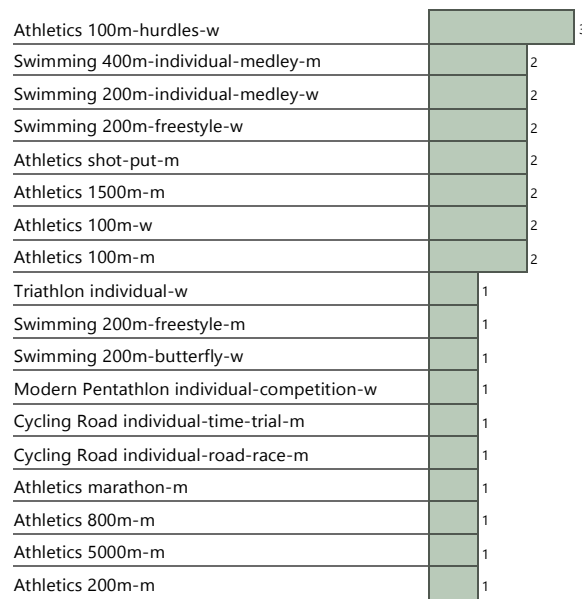 Athletics 100m-hurdles-w 3
Swimming 400m-individual-medley-m 2
Swimming 200m-individual-medley-w 2
Swimming 200m-freestyle-w 2
Athletics shot-put-m 2
Athletics 1500m-m 2
Athletics 100m-w 2
Athletics 100m-m 2
Triathlon individual-w 1
Swimming 200m-freestyle-m 1
Swimming 200m-butterfly-w 1
Modern Pentathlon individual-competition-w 1
Cycling Road individual-time-trial-m 1
Cycling Road individual-road-race-m 1
Athletics marathon-m 1
Athletics 800m-m 1
Athletics 5000m-m 1
Athletics 200m-m 1